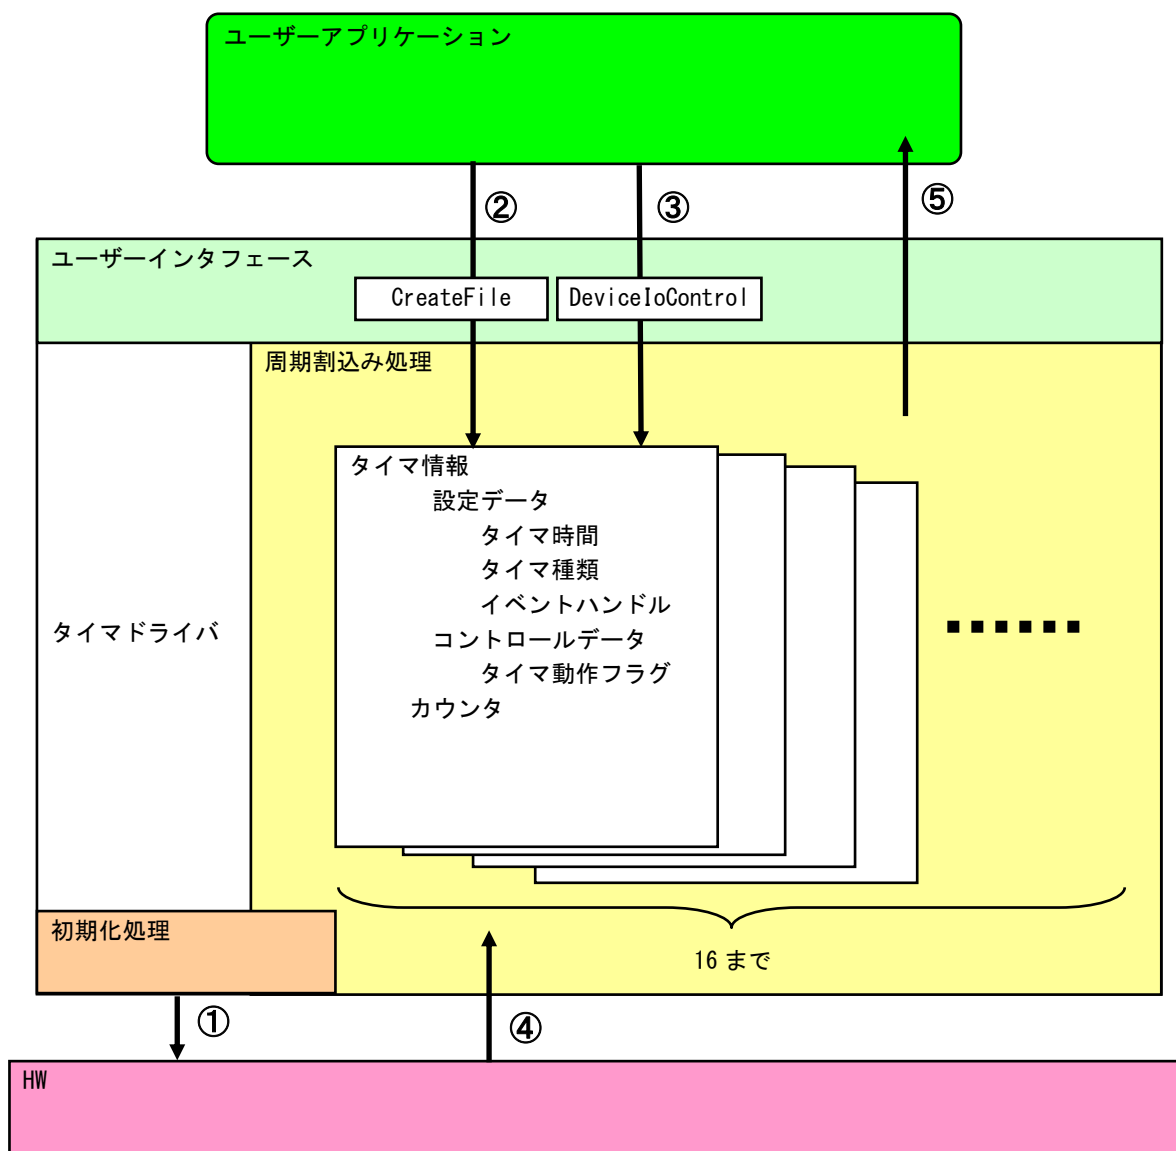 ユーザーアプリケーション
②
③
⑤
ユーザーインタフェース
CreateFile
DeviceIoControl
周期割込み処理
タイマ情報
設定データ
タイマ時間
タイマ種類
イベントハンドル
コントロールデータ
タイマ動作フラグ
カウンタ
タイマドライバ
初期化処理
16 まで
①
④
HW